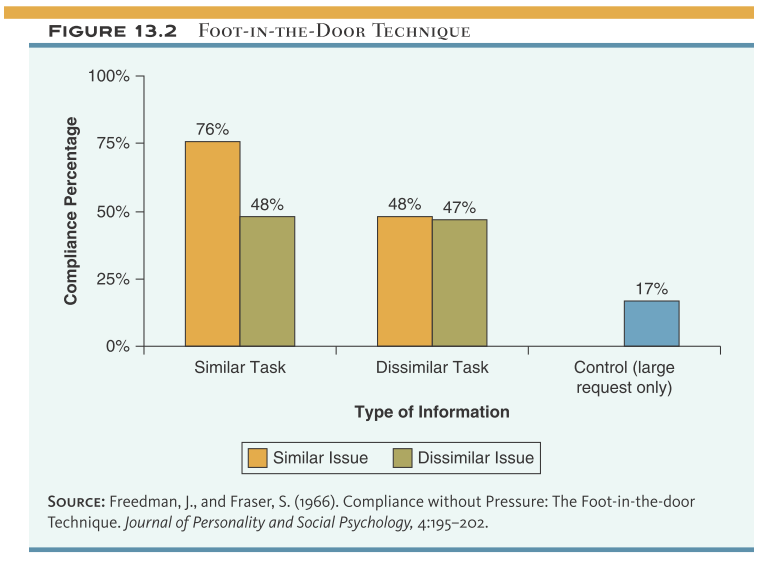 FIGURE 13.2 FOOT-IN-THE-DOOR TECHNIQUE
Compliance Percentage
100%
75%
50%
25%
0%
76%
48%
48%
47%
17%
Similar Task
Dissimilar Task
Control (large
request only)
Type of Information
Similar Issue
Dissimilar Issue
SOURCE: Freedman, J., and Fraser, S. (1966). Compliance without Pressure: The Foot-in-the-door
Technique. Journal of Personality and Social Psychology, 4:195–202.